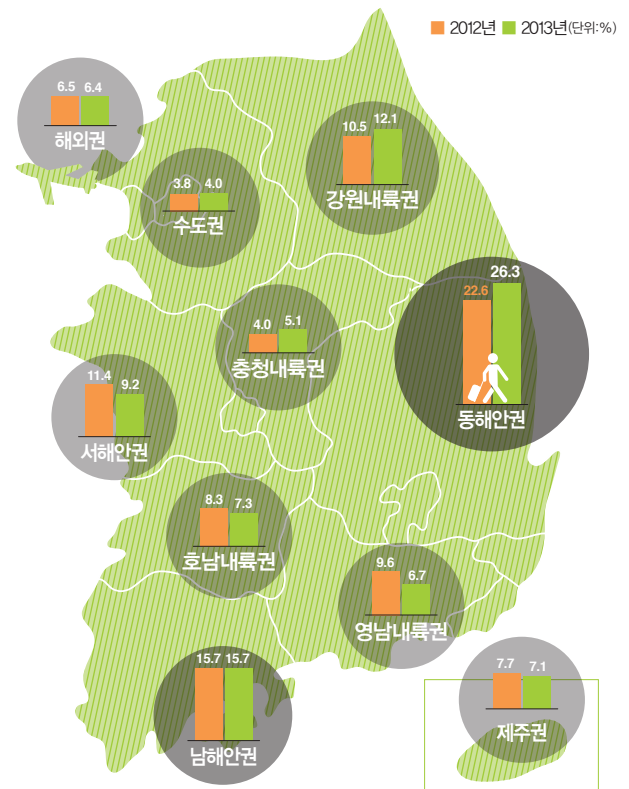 2012년 2013년(단위:%)
6.5 6.4
해외권
10.5 12.1
강원내륙권
3.8 4.0
수도권
22.6 26.3
동해안권
4.0 5.1
충청내륙권
11.4 9.2
서해안권
8.3 7.3
호남내륙권
9.6 6.7
영남내륙권
15.7 15.7
남해안권
7.7 7.1
제주권